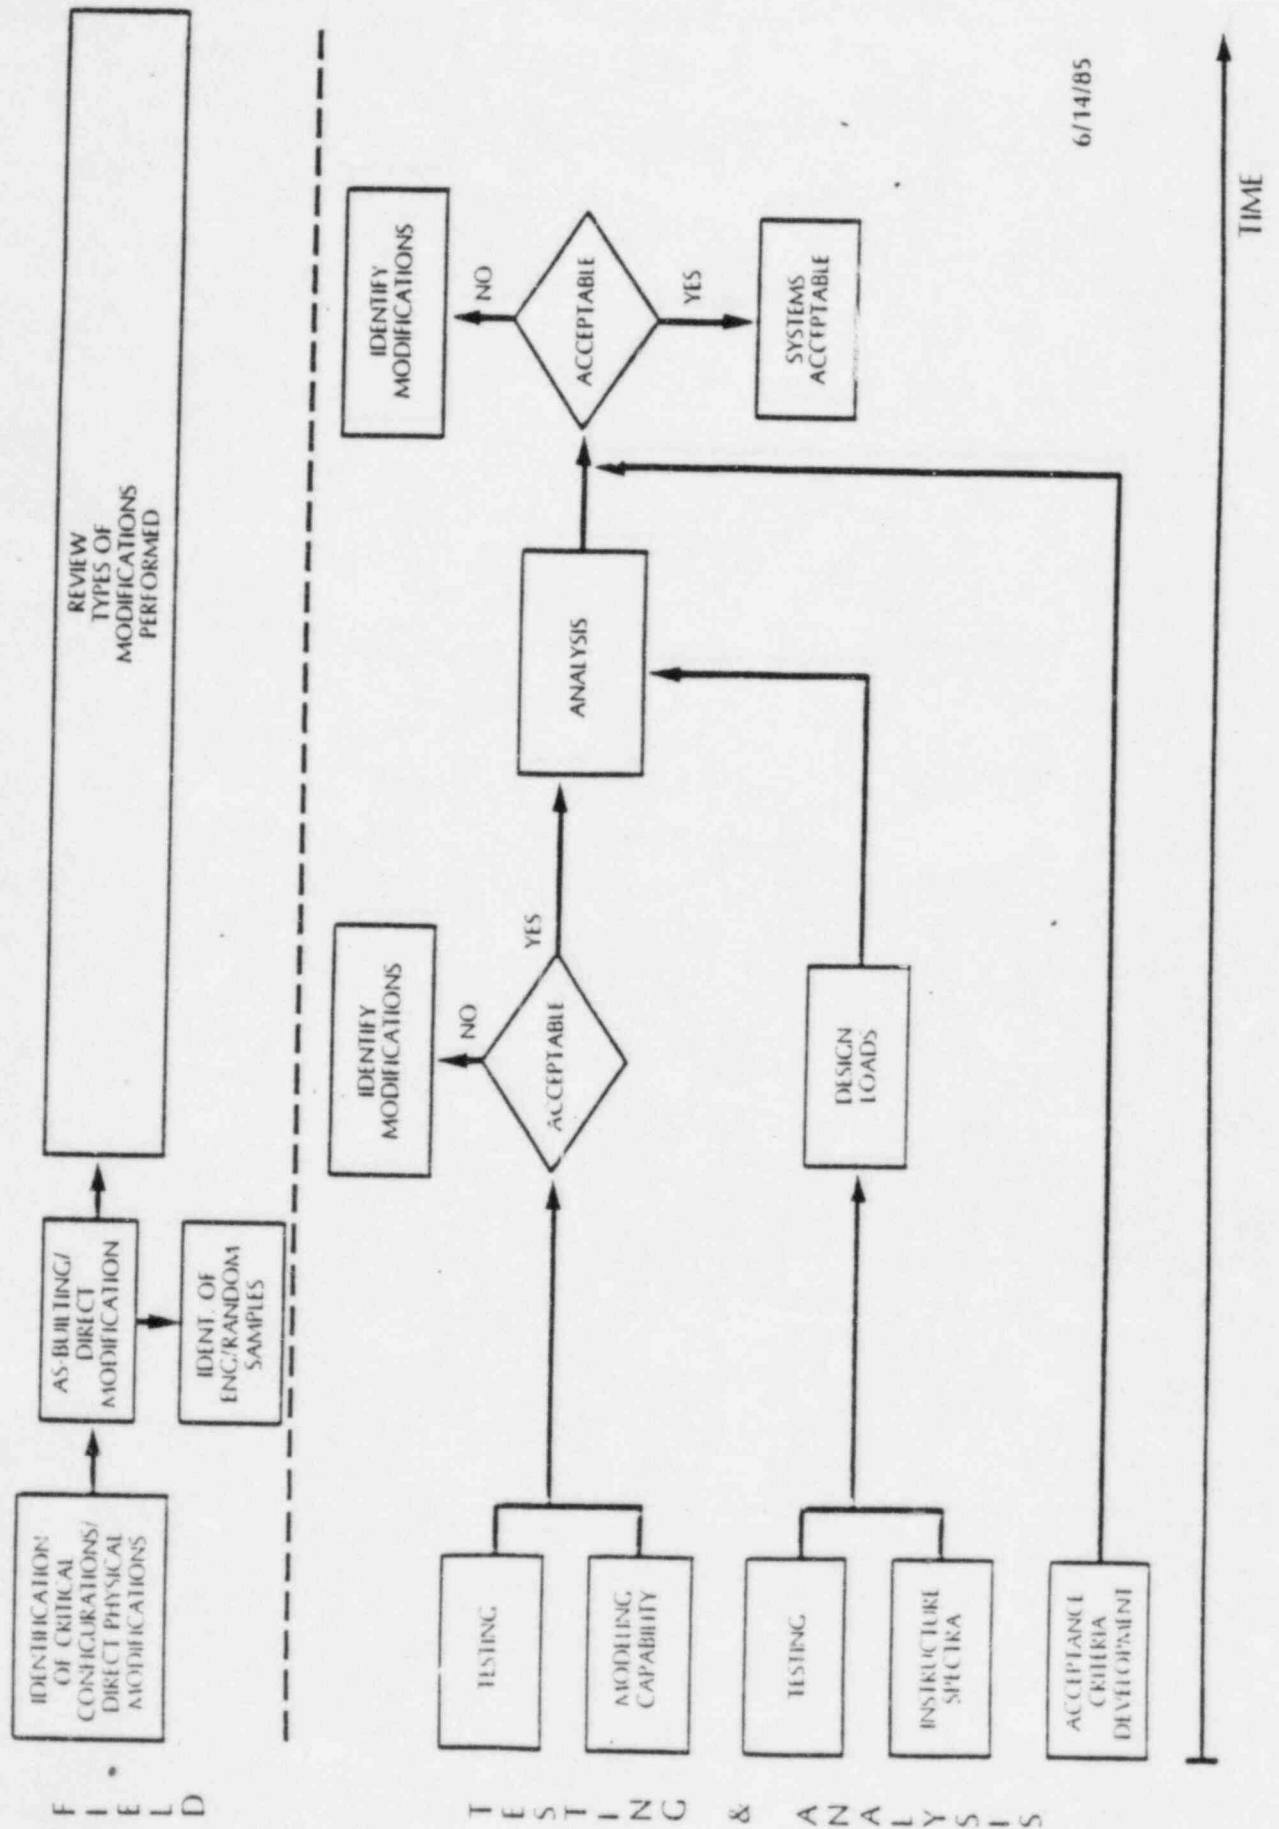 FIELD
IDENTIFICATION
OF CRITICAL
CONFIGURATIONS/
DIRECT PHYSICAL
MODIFICATIONS
AS-BUILTING/
DIRECT
MODIFICATION
IDENT. OF
ENG/RANDOM
SAMPLES
REVIEW
TYPES OF
MODIFICATIONS
PERFORMED
TESTING & ANALYSIS
TESTING
MODELING
CAPABILITY
ACCEPTABLE
NO
IDENTIFY
MODIFICATIONS
YES
ANALYSIS
ACCEPTABLE
NO
IDENTIFY
MODIFICATIONS
YES
SYSTEMS
ACCEPTABLE
TESTING
INSTRUCTURE
SPECTRA
DESIGN
LOADS
ACCEPTANCE
CRITERIA
DEVELOPMENT
6/14/85
TIME